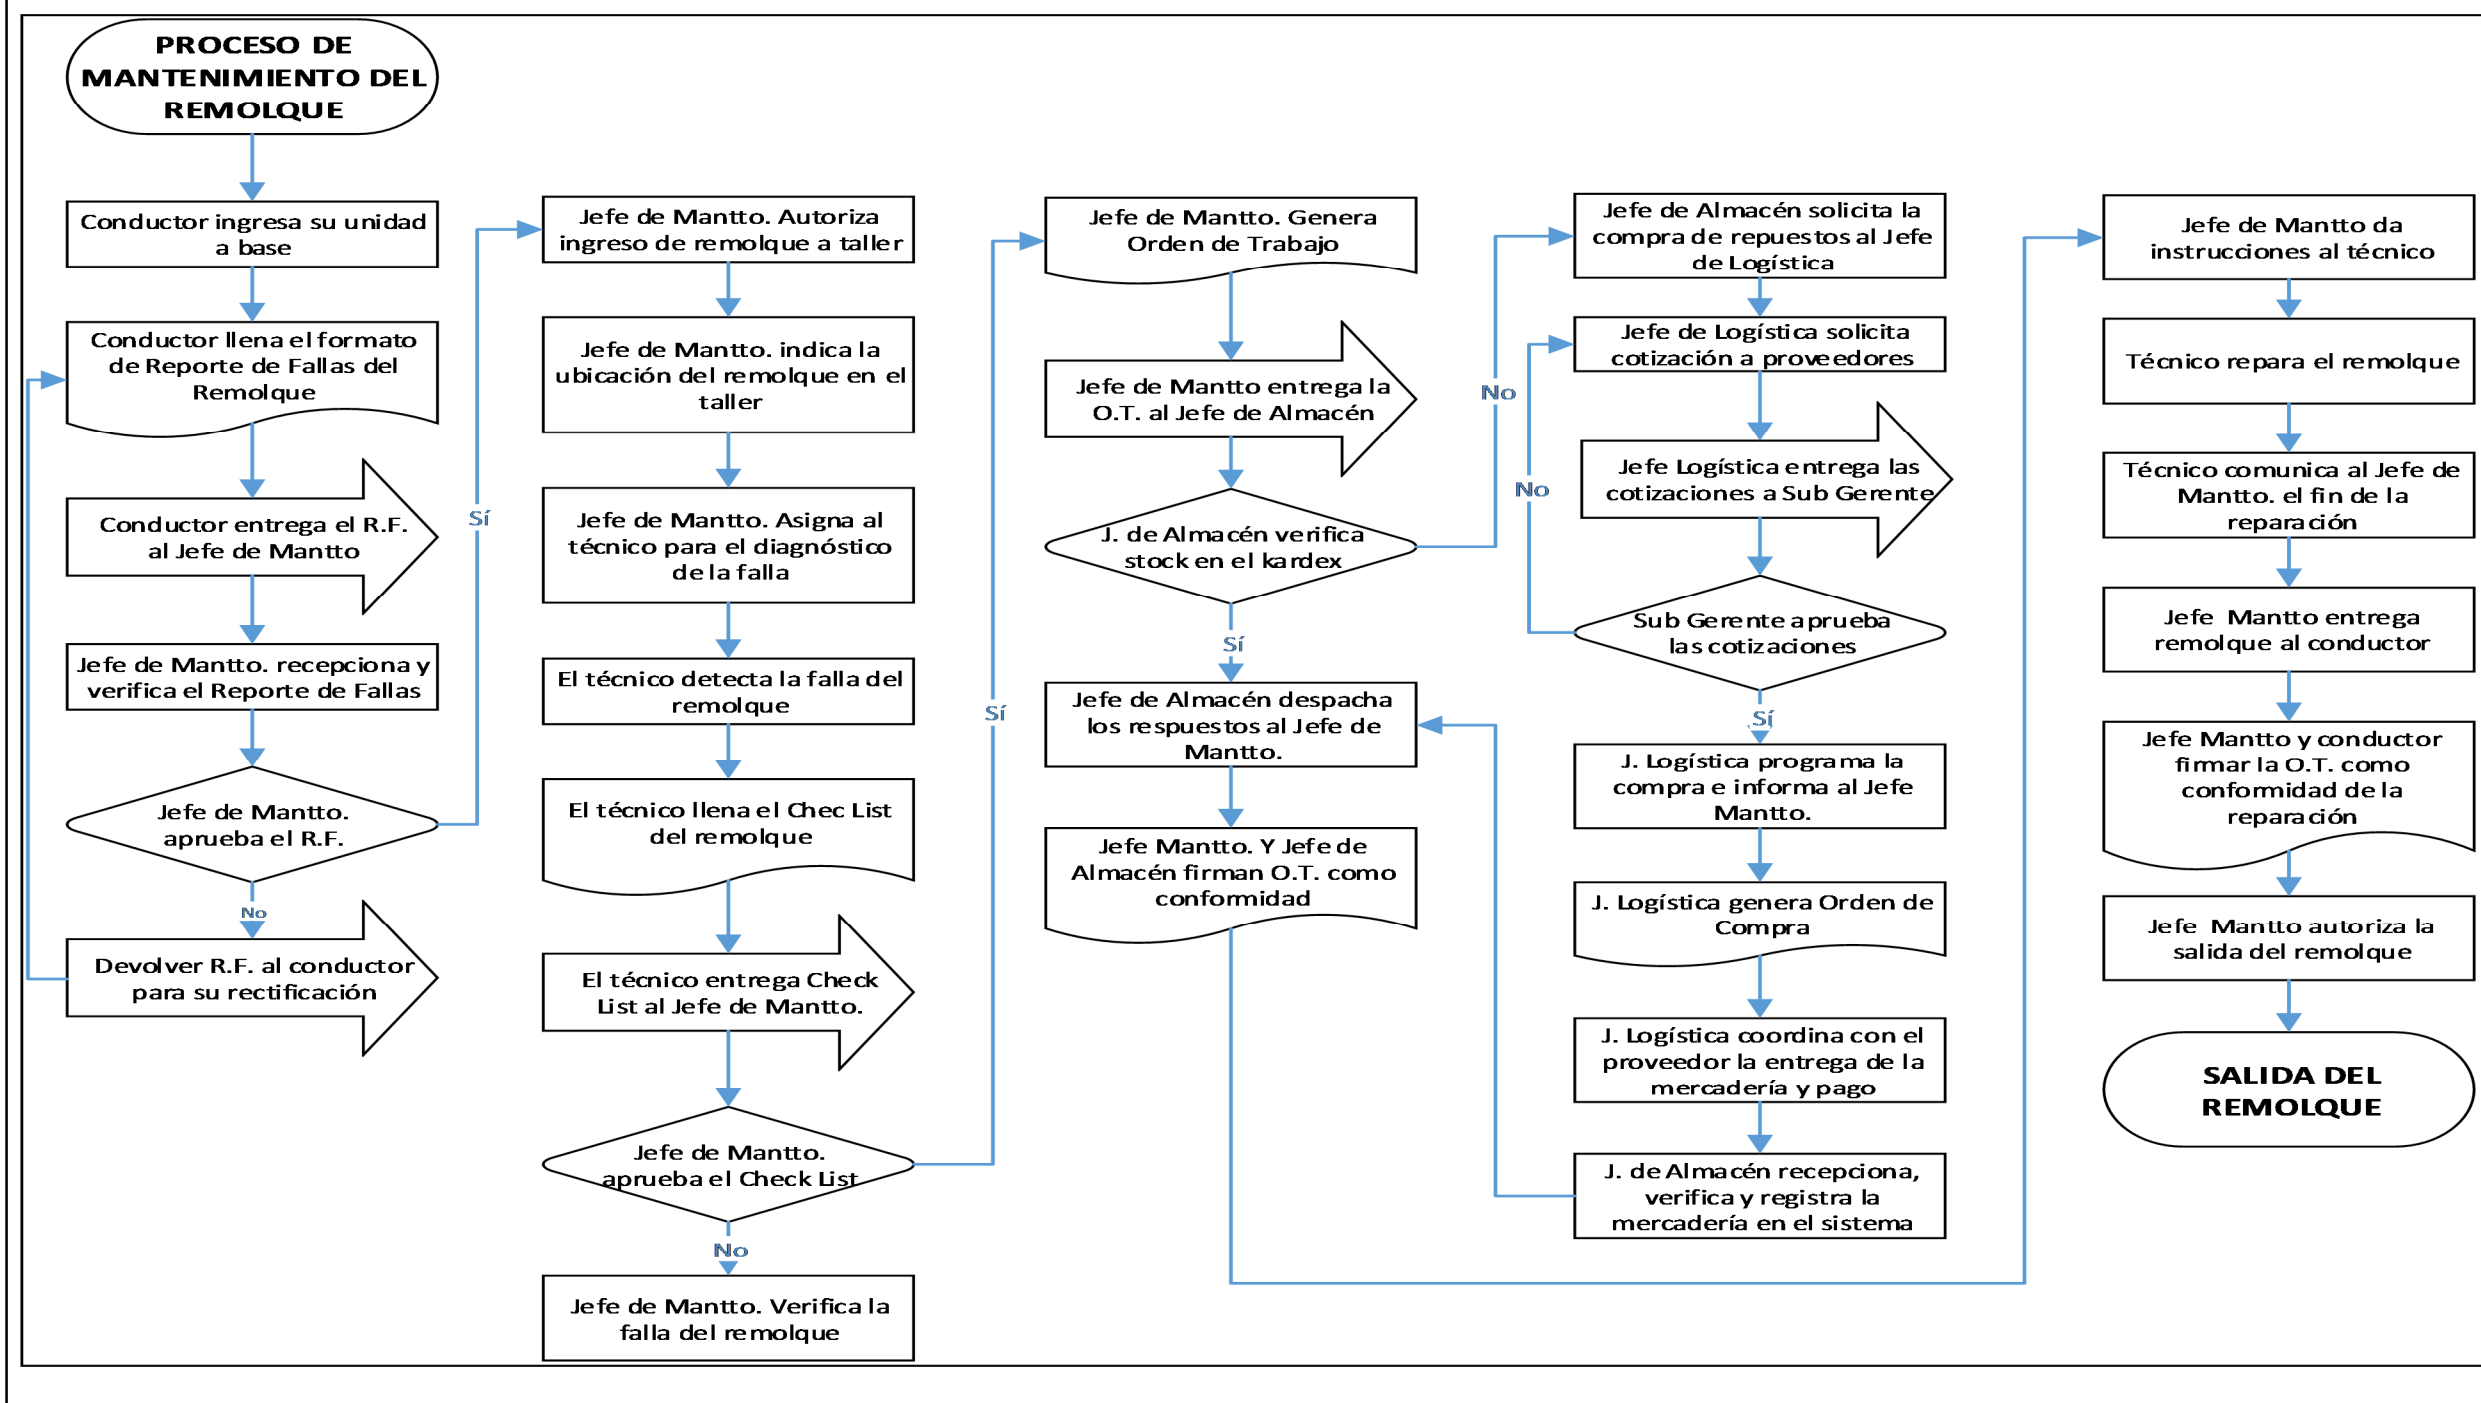 PROCESO DE
MANTENIMIENTO DEL
REMOLQUE
Conductor ingresa su unidad
a base
Conductor llena el formato
de Reporte de Fallas del
Remolque
Conductor entrega el R.F.
al Jefe de Mantto
Jefe de Mantto. recepciona y
verifica el Reporte de Fallas
Jefe de Mantto.
aprueba el R.F.
No
Devolver R.F. al conductor
para su rectificación
Sí
Jefe de Mantto. Autoriza
ingreso de remolque a taller
Jefe de Mantto. indica la
ubicación del remolque en el
taller
Jefe de Mantto. Asigna al
técnico para el diagnóstico
de la falla
El técnico detecta la falla del
remolque
El técnico llena el Chec List
del remolque
El técnico entrega Check
List al Jefe de Mantto.
Jefe de Mantto.
aprueba el Check List
No
Jefe de Mantto. Verifica la
falla del remolque
Sí
Jefe de Mantto. Genera
Orden de Trabajo
Jefe de Mantto entrega la
O.T. al Jefe de Almacén
J. de Almacén verifica
stock en el kardex
Sí
Jefe de Almacén despacha
los respuestos al Jefe de
Mantto.
Jefe Mantto. Y Jefe de
Almacén firman O.T. como
conformidad
No
Jefe de Almacén solicita la
compra de repuestos al Jefe
de Logística
Jefe de Logística solicita
cotización a proveedores
Jefe Logística entrega las
cotizaciones a Sub Gerente
No
Sub Gerente aprueba
las cotizaciones
Sí
J. Logística programa la
compra e informa al Jefe
Mantto.
J. Logística genera Orden de
Compra
J. Logística coordina con el
proveedor la entrega de la
mercadería y pago
J. de Almacén recepciona,
verifica y registra la
mercadería en el sistema
Jefe de Mantto da
instrucciones al técnico
Técnico repara el remolque
Técnico comunica al Jefe de
Mantto. el fin de la
reparación
Jefe Mantto entrega
remolque al conductor
Jefe Mantto y conductor
firmar la O.T. como
conformidad de la
reparación
Jefe Mantto autoriza la
salida del remolque
SALIDA DEL
REMOLQUE